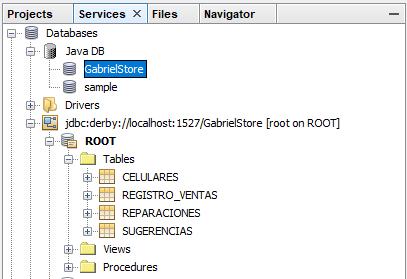 Projects Services Files Navigator
Databases
Java DB
GabrielStore
sample
Drivers
jdbc:derby://localhost:1527/GabrielStore [root on ROOT]
ROOT
Tables
CELULARES
REGISTRO_VENTAS
REPARACIONES
SUGERENCIAS
Views
Procedures